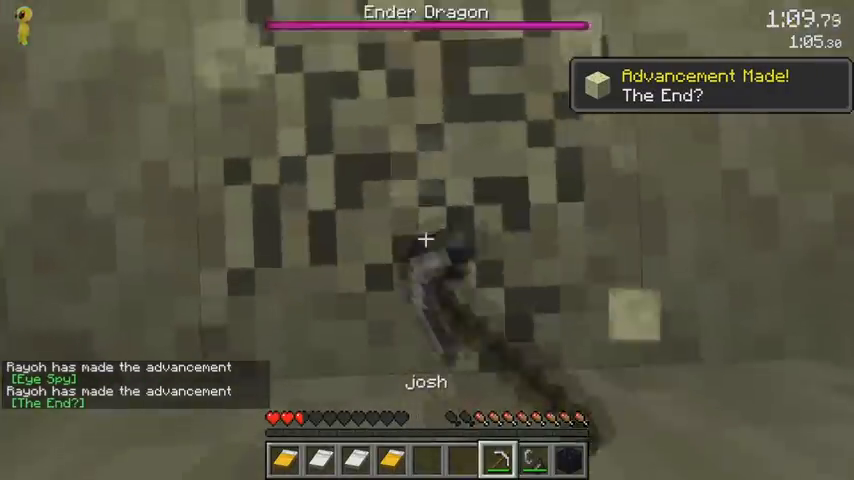 Ender Dragon
1:09.79
1:05.30
Advancement Made!
The End?
Rayoh has made the advancement
[Eye Spy]
Rayoh has made the advancement
[The End?]
josh